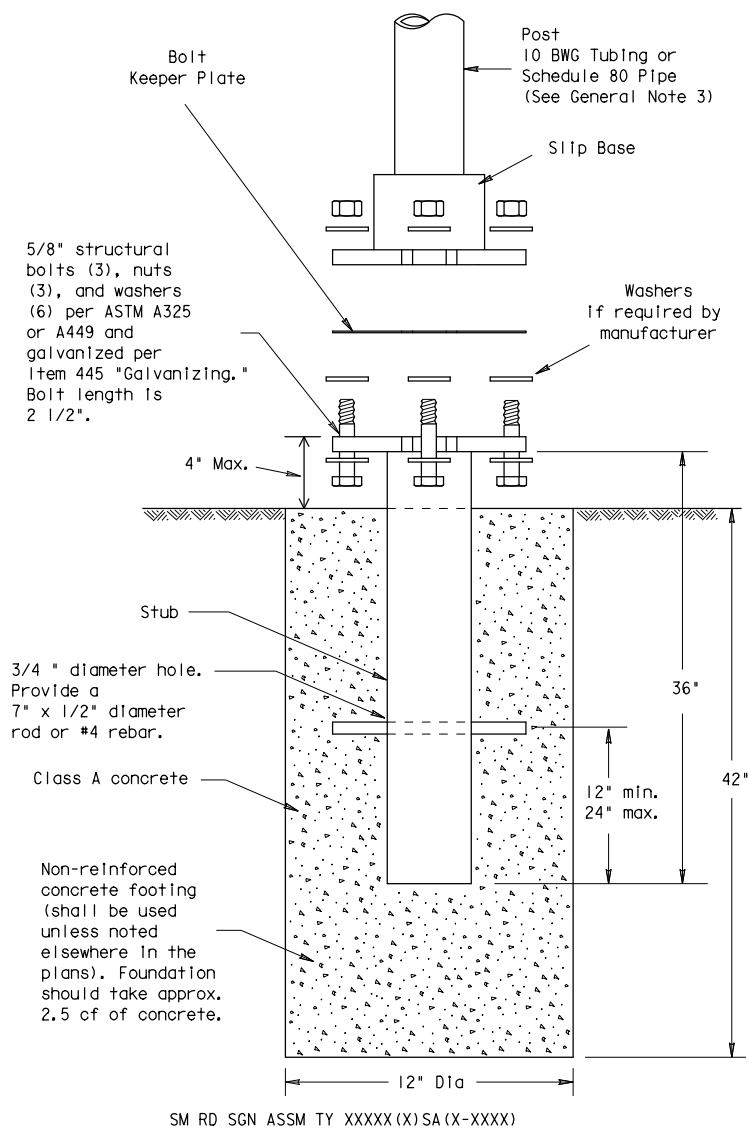 Bolt
Keeper Plate
Post
10 BWG Tubing or
Schedule 80 Pipe
(See General Note 3)
Slip Base
5/8" structural
bolts (3), nuts
(3), and washers
(6) per ASTM A325
or A449 and
galvanized per
Item 445 "Galvanizing."
Bolt length is
2 1/2".
Washers
if required by
manufacturer
4" Max.
Stub
3/4 " diameter hole.
Provide a
7" x 1/2" diameter
rod or #4 rebar.
36"
Class A concrete
12" min.
24" max.
42"
Non-reinforced
concrete footing
(shall be used
unless noted
elsewhere in the
plans). Foundation
should take approx.
2.5 cf of concrete.
12" Dia
SM RD SGN ASSM TY XXXXX(X)SA(X-XXXX)